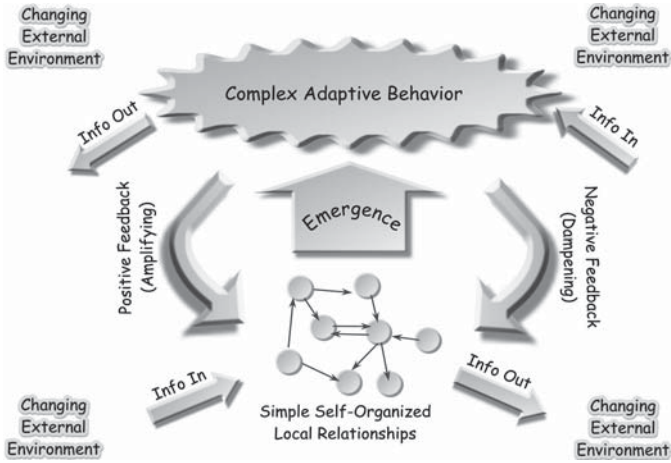 Changing
External
Environment
Changing
External
Environment
Complex Adaptive Behavior
Info Out
Info In
Emergence
Positive Feedback
(Amplifying)
Negative Feedback
(Dampening)
Info In
Info Out
Simple Self-Organized
Local Relationships
Changing
External
Environment
Changing
External
Environment